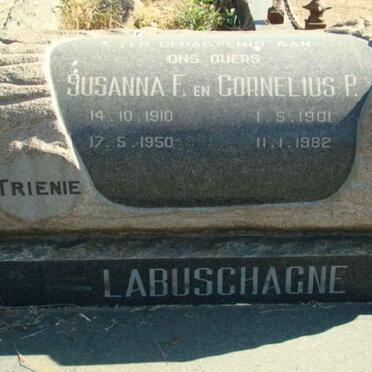 TER GEDAGTENIS AAN
ONS OUERS
SUSANNA F. EN CORNELIUS P.
14.10.1910 1.5.1901
17.5.1950 11.1.1982
TRIENIE
LABUSCHAGNE